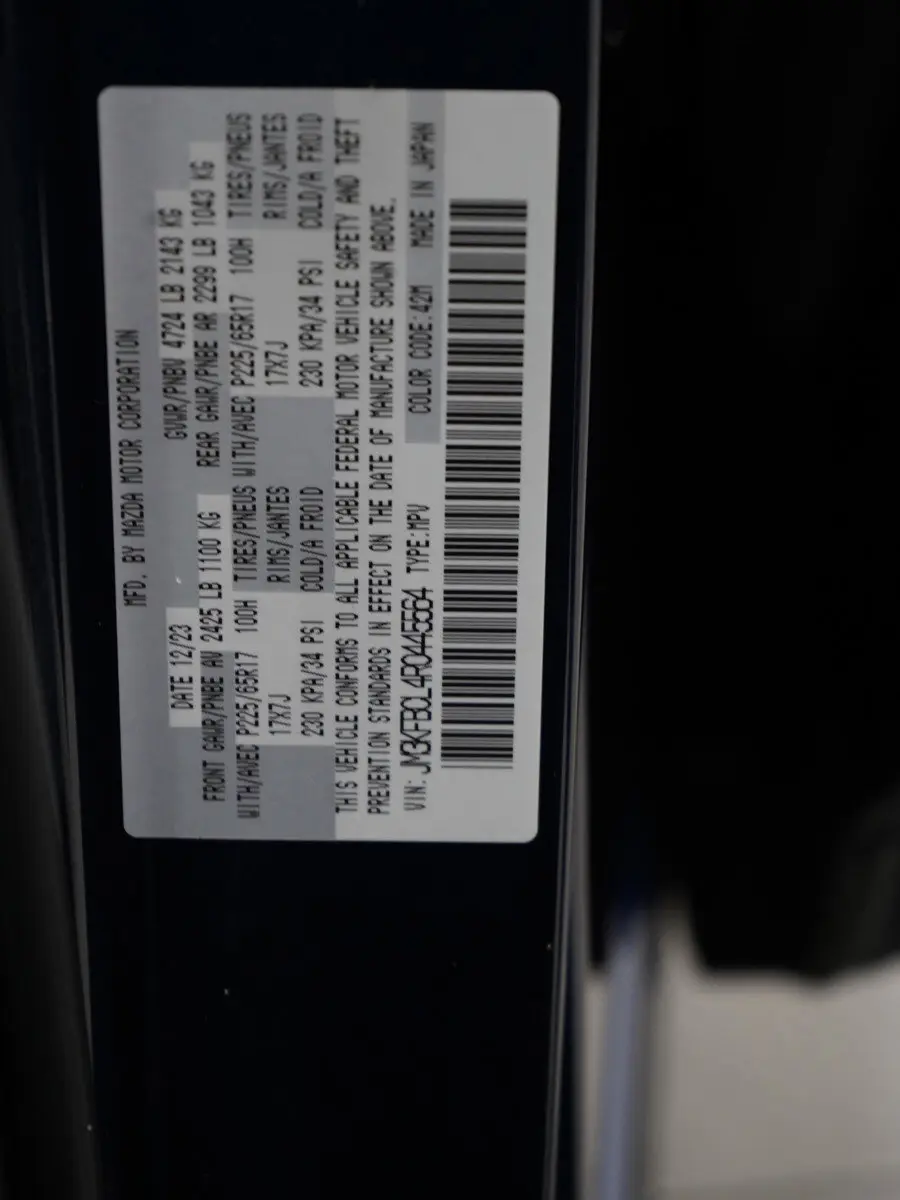 MFD. BY MAZDA MOTOR CORPORATION
DATE 12/23 GVWR/PNBV 4724 LB 2143 KG
FRONT GAWR/PNBE AV 2425 LB 1100 KG REAR GAWR/PNBE AR 2299 LB 1043 KG
WITH/AVEC P225/65R17 100H TIRES/PNEUS WITH/AVEC P225/65R17 100H TIRES/PNEUS
17X7J RIMS/JANTES 17X7J RIMS/JANTES
230 KPA/34 PSI COLD/A FROID 230 KPA/34 PSI COLD/A FROID
THIS VEHICLE CONFORMS TO ALL APPLICABLE FEDERAL MOTOR VEHICLE SAFETY AND THEFT
PREVENTION STANDARDS IN EFFECT ON THE DATE OF MANUFACTURE SHOWN ABOVE.
VIN: JM3KFBCL4R0445564 TYPE:MPV COLOR CODE:42M MADE IN JAPAN